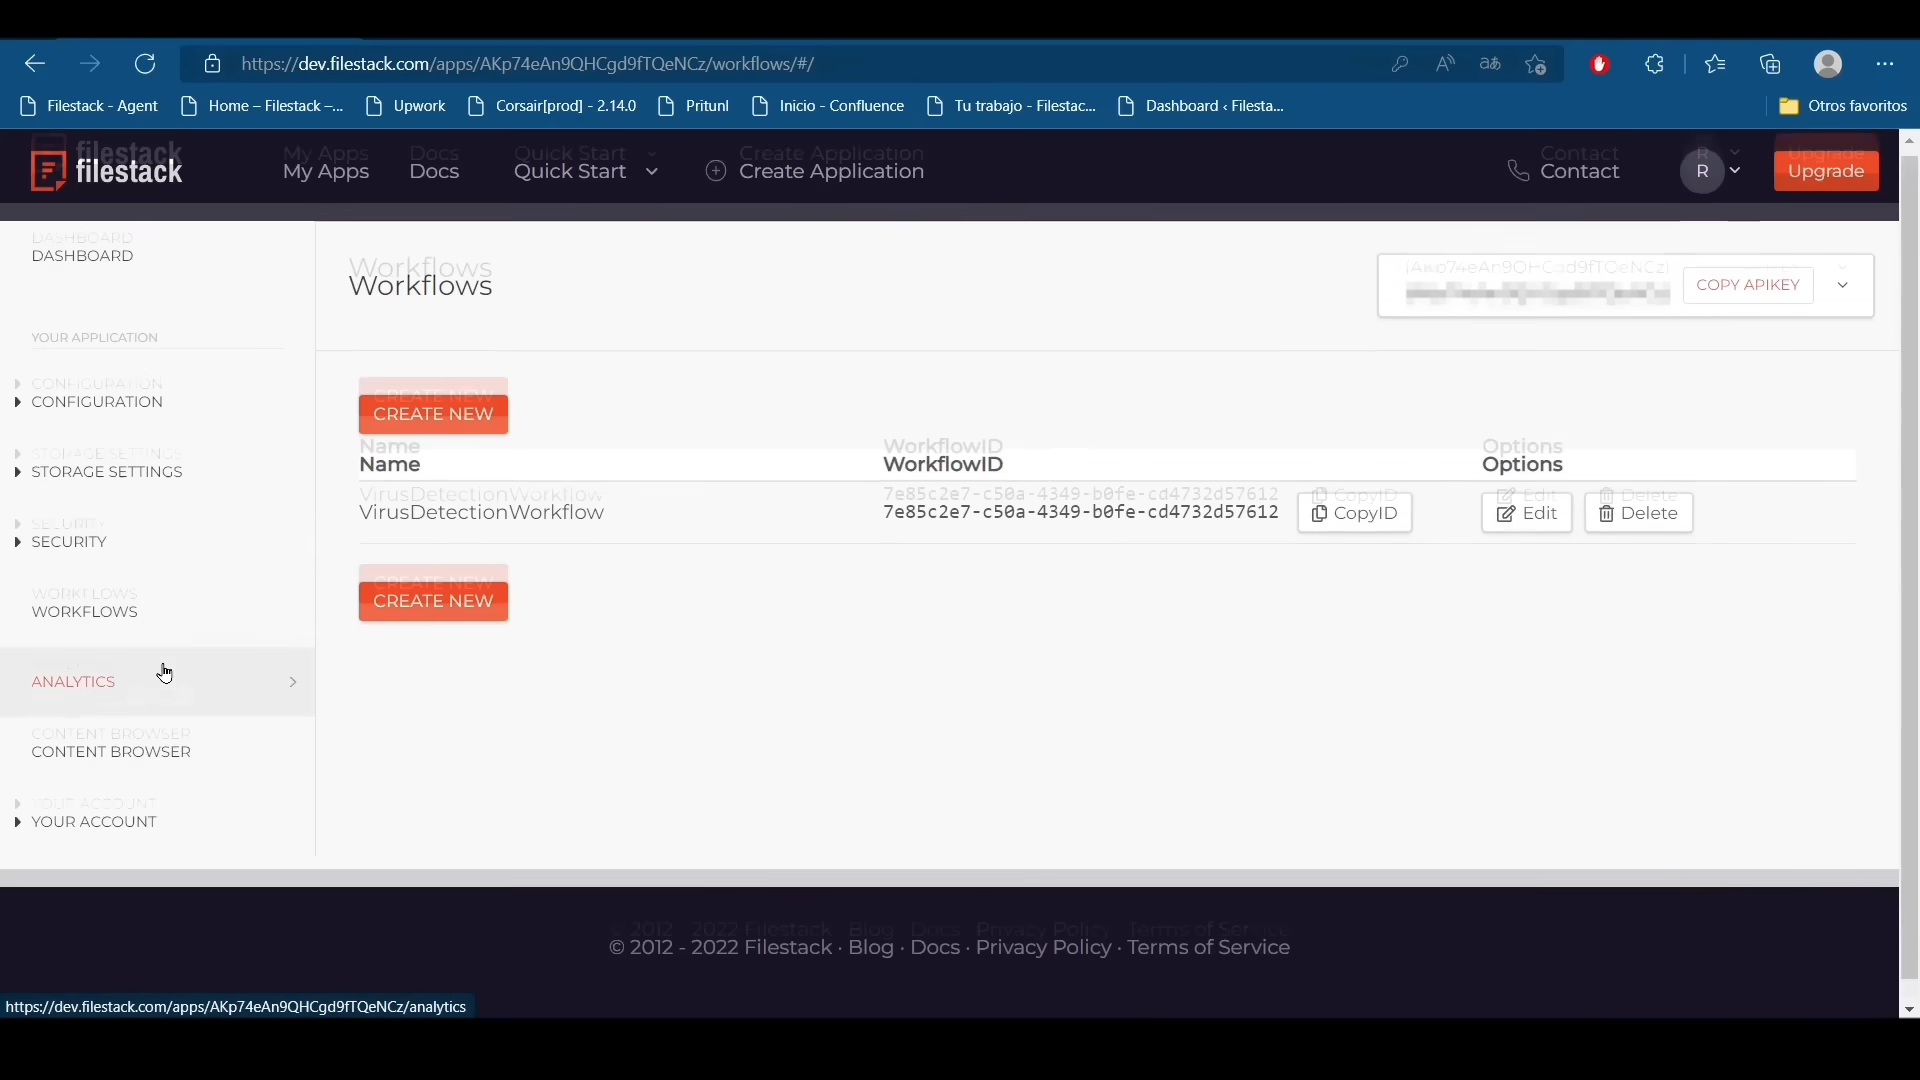 https://dev.filestack.com/apps/AKp74eAn9QHCgd9fTQeNCz/workflows/#/
Filestack - Agent
Home – Filestack –...
Upwork
Corsair[prod] - 2.14.0
Pritunl
Inicio - Confluence
Tu trabajo - Filestac...
Dashboard ‹ Filesta...
Otros favoritos
filestack
My Apps
Docs
Quick Start
Create Application
Contact
R
Upgrade
DASHBOARD
YOUR APPLICATION
CONFIGURATION
STORAGE SETTINGS
SECURITY
WORKFLOWS
ANALYTICS
CONTENT BROWSER
YOUR ACCOUNT
Workflows
COPY APIKEY
CREATE NEW
Name WorkflowID Options
VirusDetectionWorkflow 7e85c2e7-c50a-4349-b0fe-cd4732d57612 CopyID Edit Delete
CREATE NEW
© 2012 - 2022 Filestack · Blog · Docs · Privacy Policy · Terms of Service
https://dev.filestack.com/apps/AKp74eAn9QHCgd9fTQeNCz/analytics